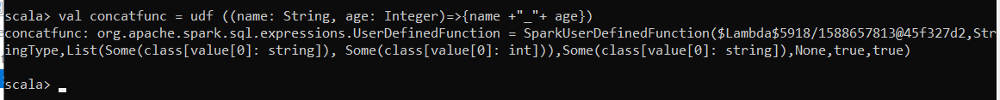 scala> val concatfunc = udf ((name: String, age: Integer)=>{name +"_"+ age})
concatfunc: org.apache.spark.sql.expressions.UserDefinedFunction = SparkUserDefinedFunction($Lambda$5918/1588657813@45f327d2,Str
ingType,List(Some(class[value[0]: string]), Some(class[value[0]: int])),Some(class[value[0]: string]),None,true,true)
scala>